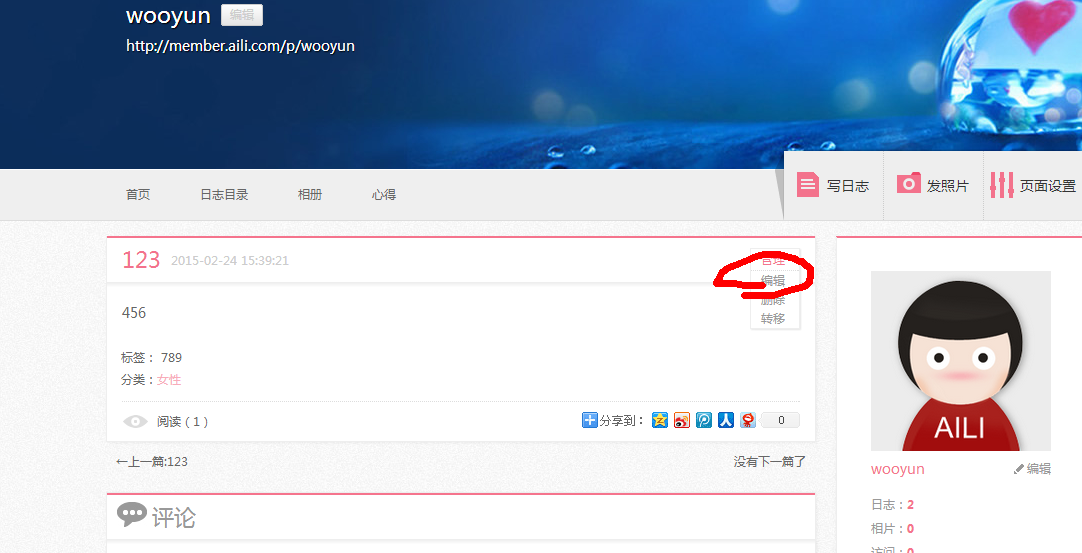 wooyun 编辑
http://member.aili.com/p/wooyun
写日志 发照片 页面设置
首页 日志目录 相册 心得
123 2015-02-24 15:39:21
管理
编辑
删除
转移
456
标签： 789
分类：女性
阅读（1）
分享到： 0
←上一篇:123 没有下一篇了
评论
AILI
wooyun 编辑
日志：2
相片：0
访问：0